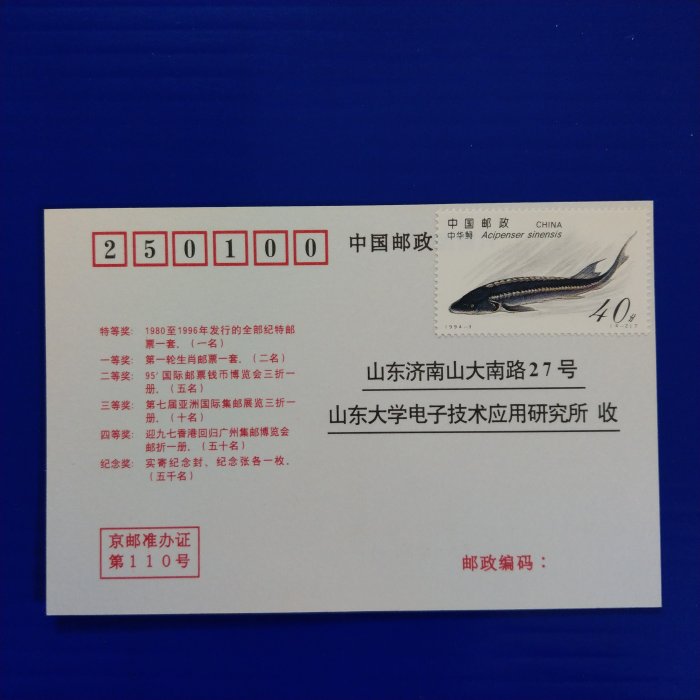 250100
中国邮政
中国邮政 CHINA
Acipenser sinensis
40分
1994-3
特等奖: 1980至1996年发行的全部纪特邮
票一套,(一名)
一等奖: 第一轮生肖邮票一套,(二名)
二等奖: 95′国际邮票钱币博览会三折一
册,(五名)
三等奖: 第七届亚洲国际集邮展览三折一
册,(十名)
四等奖: 迎九七香港回归广州集邮博览会
邮折一册,(五十名)
纪念奖: 实寄纪念封、纪念张各一枚,
(五千名)
山东济南山大南路27号
山东大学电子技术应用研究所 收
京邮准办证
第110号
邮政编码: